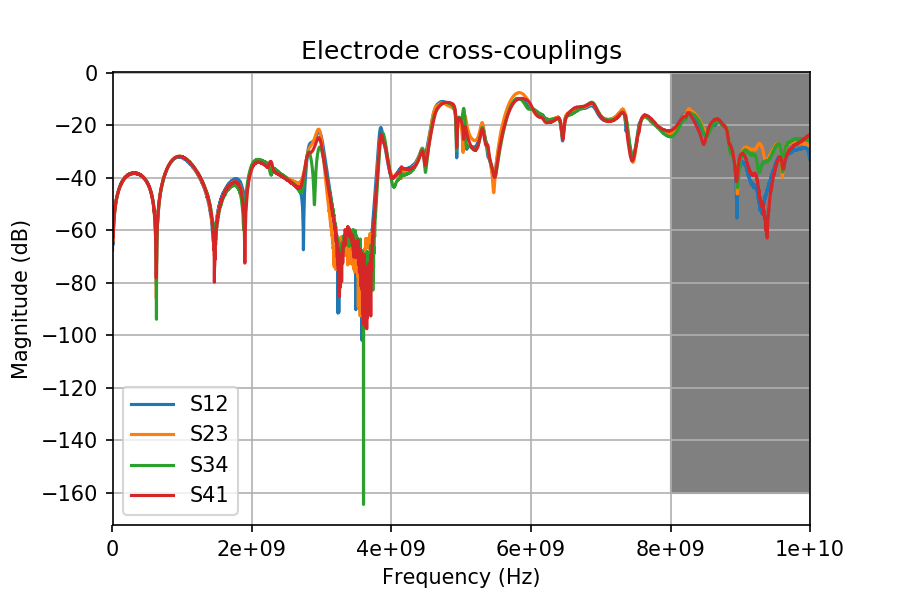 Electrode cross-couplings
Magnitude (dB)
0
−20
−40
−60
−80
−100
−120
−140
−160
S12
S23
S34
S41
0 2e+09 4e+09 6e+09 8e+09 1e+10
Frequency (Hz)